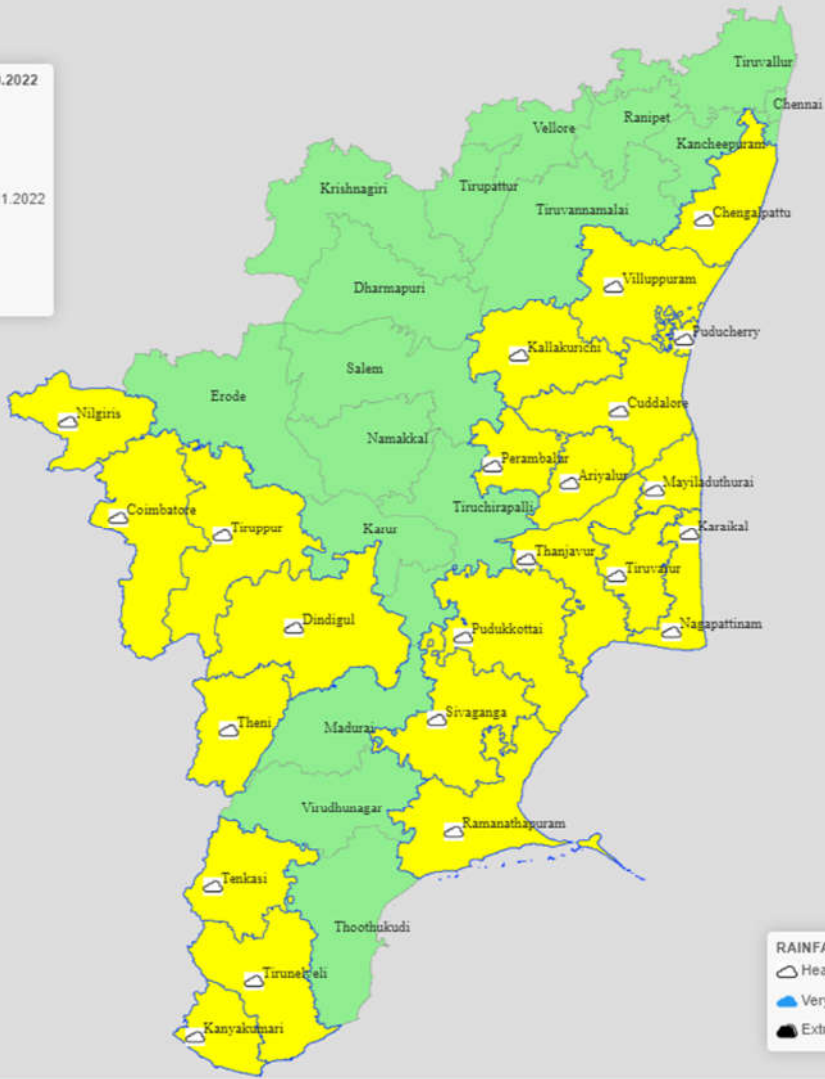 .2022
1.2022
Tiruvallur
Chennai
Ranipet
Vellore
Kancheepuram
Krishnagiri
Tirupattur
Tiruvannamalai
Chengalpattu
Villuppuram
Dharmapuri
Puducherry
Kallakurichi
Salem
Erode
Cuddalore
Nilgiris
Namakkal
Perambalur
Ariyalur
Mayiladuthurai
Coimbatore
Tiruchirapalli
Karaikal
Tiruppur
Karur
Thanjavur
Tiruvarur
Dindigul
Pudukkottai
Nagapattinam
Theni
Madurai
Sivaganga
Virudhunagar
Ramanathapuram
Tenkasi
Thoothukudi
Tirunelveli
Kanyakumari
RAINFA
Hea
Very
Extr